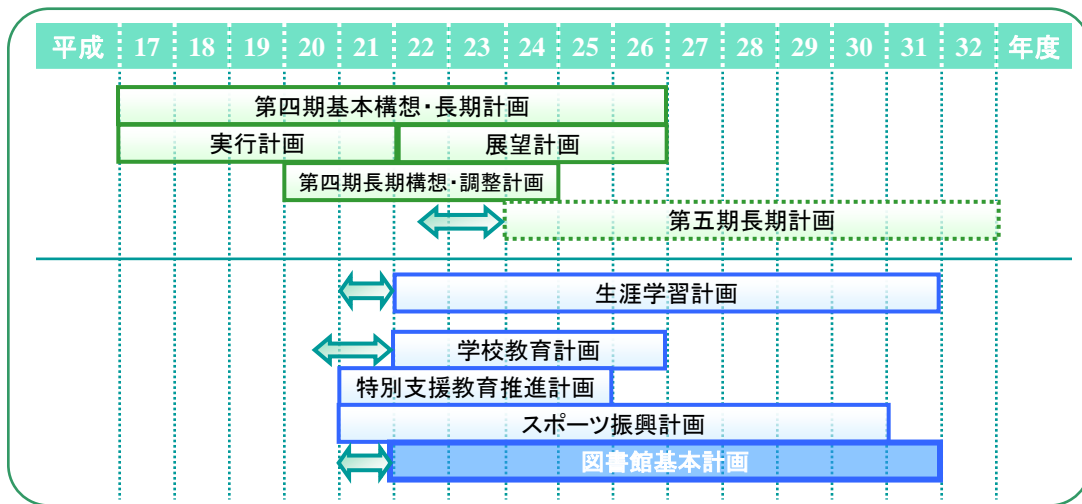 平成 17 18 19 20 21 22 23 24 25 26 27 28 29 30 31 32 年度
第四期基本構想・長期計画
実行計画 展望計画
第四期長期構想・調整計画
第五期長期計画
生涯学習計画
学校教育計画
特別支援教育推進計画
スポーツ振興計画
図書館基本計画